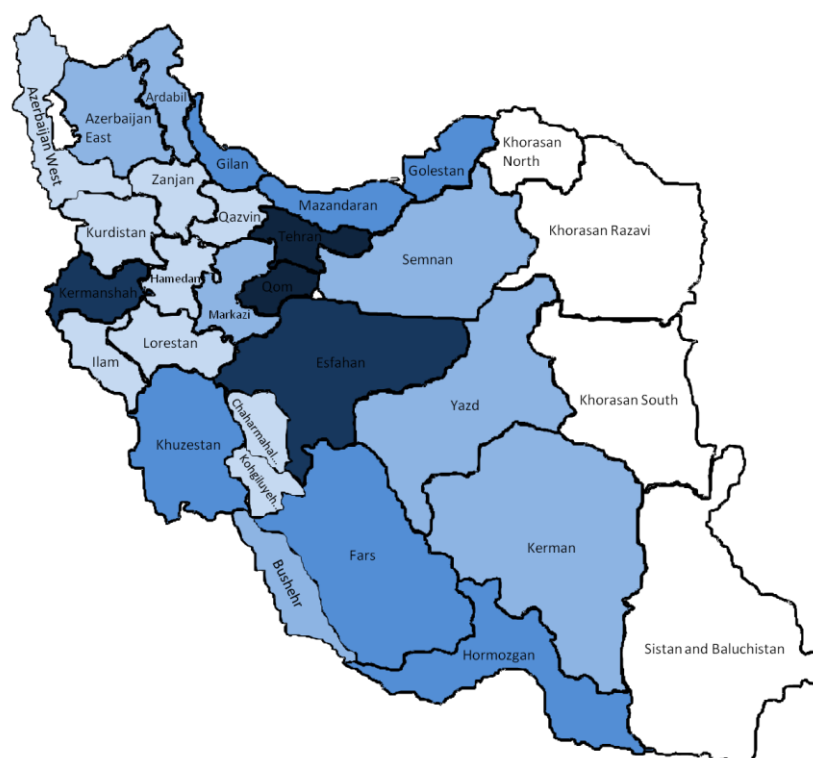 Ardabil
Azerbaijan
East
Azerbaijan West
Khorasan
North
Gilan
Golestan
Zanjan
Mazandaran
Qazvin
Khorasan Razavi
Kurdistan
Tehran
Semnan
Hamedan
Kermanshah
Qom
Markazi
Lorestan
Ilam
Esfahan
Khorasan South
Yazd
Chaharmahal...
Khuzestan
Kohgiluyeh...
Fars
Kerman
Bushehr
Hormozgan
Sistan and Baluchistan